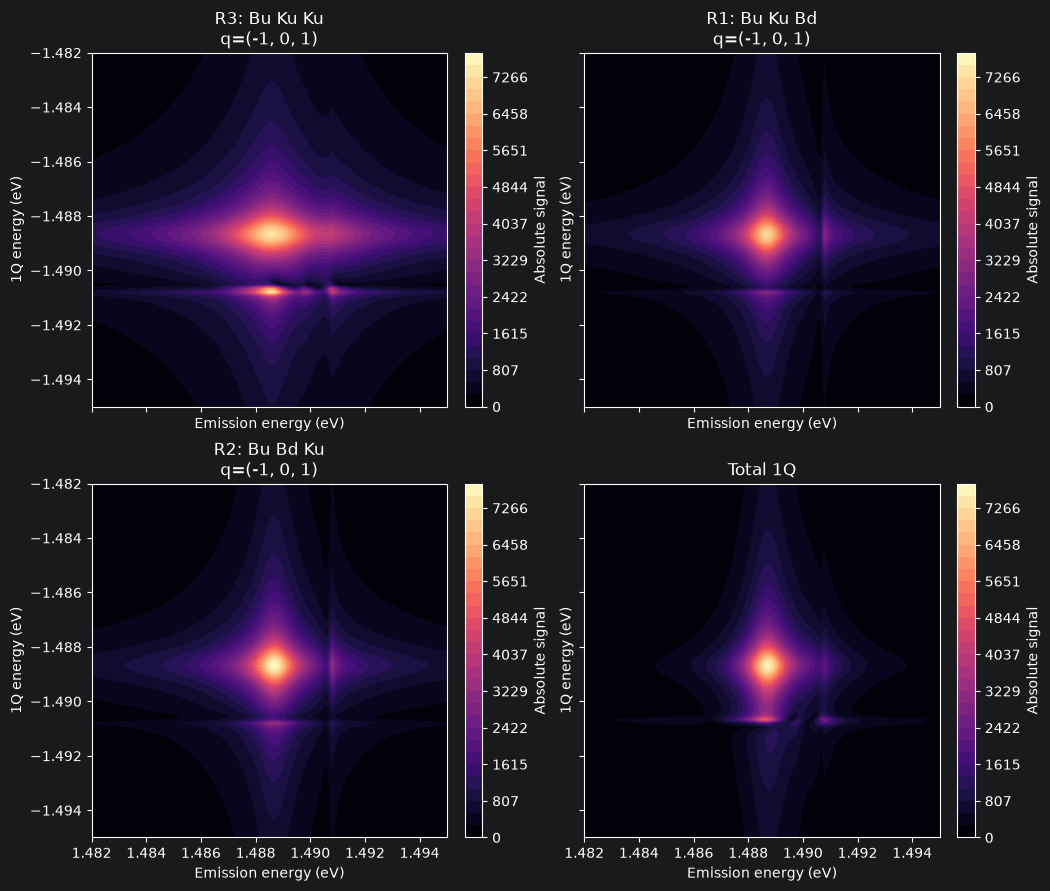 R3: Bu Ku Ku
q=(-1, 0, 1)
−1.482
−1.484
−1.486
−1.488
−1.490
−1.492
−1.494
1Q energy (eV)
Emission energy (eV)
7266
6458
5651
4844
4037
3229
2422
1615
807
0
Absolute signal
R1: Bu Ku Bd
q=(-1, 0, 1)
1Q energy (eV)
Emission energy (eV)
7266
6458
5651
4844
4037
3229
2422
1615
807
0
Absolute signal
R2: Bu Bd Ku
q=(-1, 0, 1)
−1.482
−1.484
−1.486
−1.488
−1.490
−1.492
−1.494
1Q energy (eV)
1.482 1.484 1.486 1.488 1.490 1.492 1.494
Emission energy (eV)
7266
6458
5651
4844
4037
3229
2422
1615
807
0
Absolute signal
Total 1Q
1Q energy (eV)
1.482 1.484 1.486 1.488 1.490 1.492 1.494
Emission energy (eV)
7266
6458
5651
4844
4037
3229
2422
1615
807
0
Absolute signal